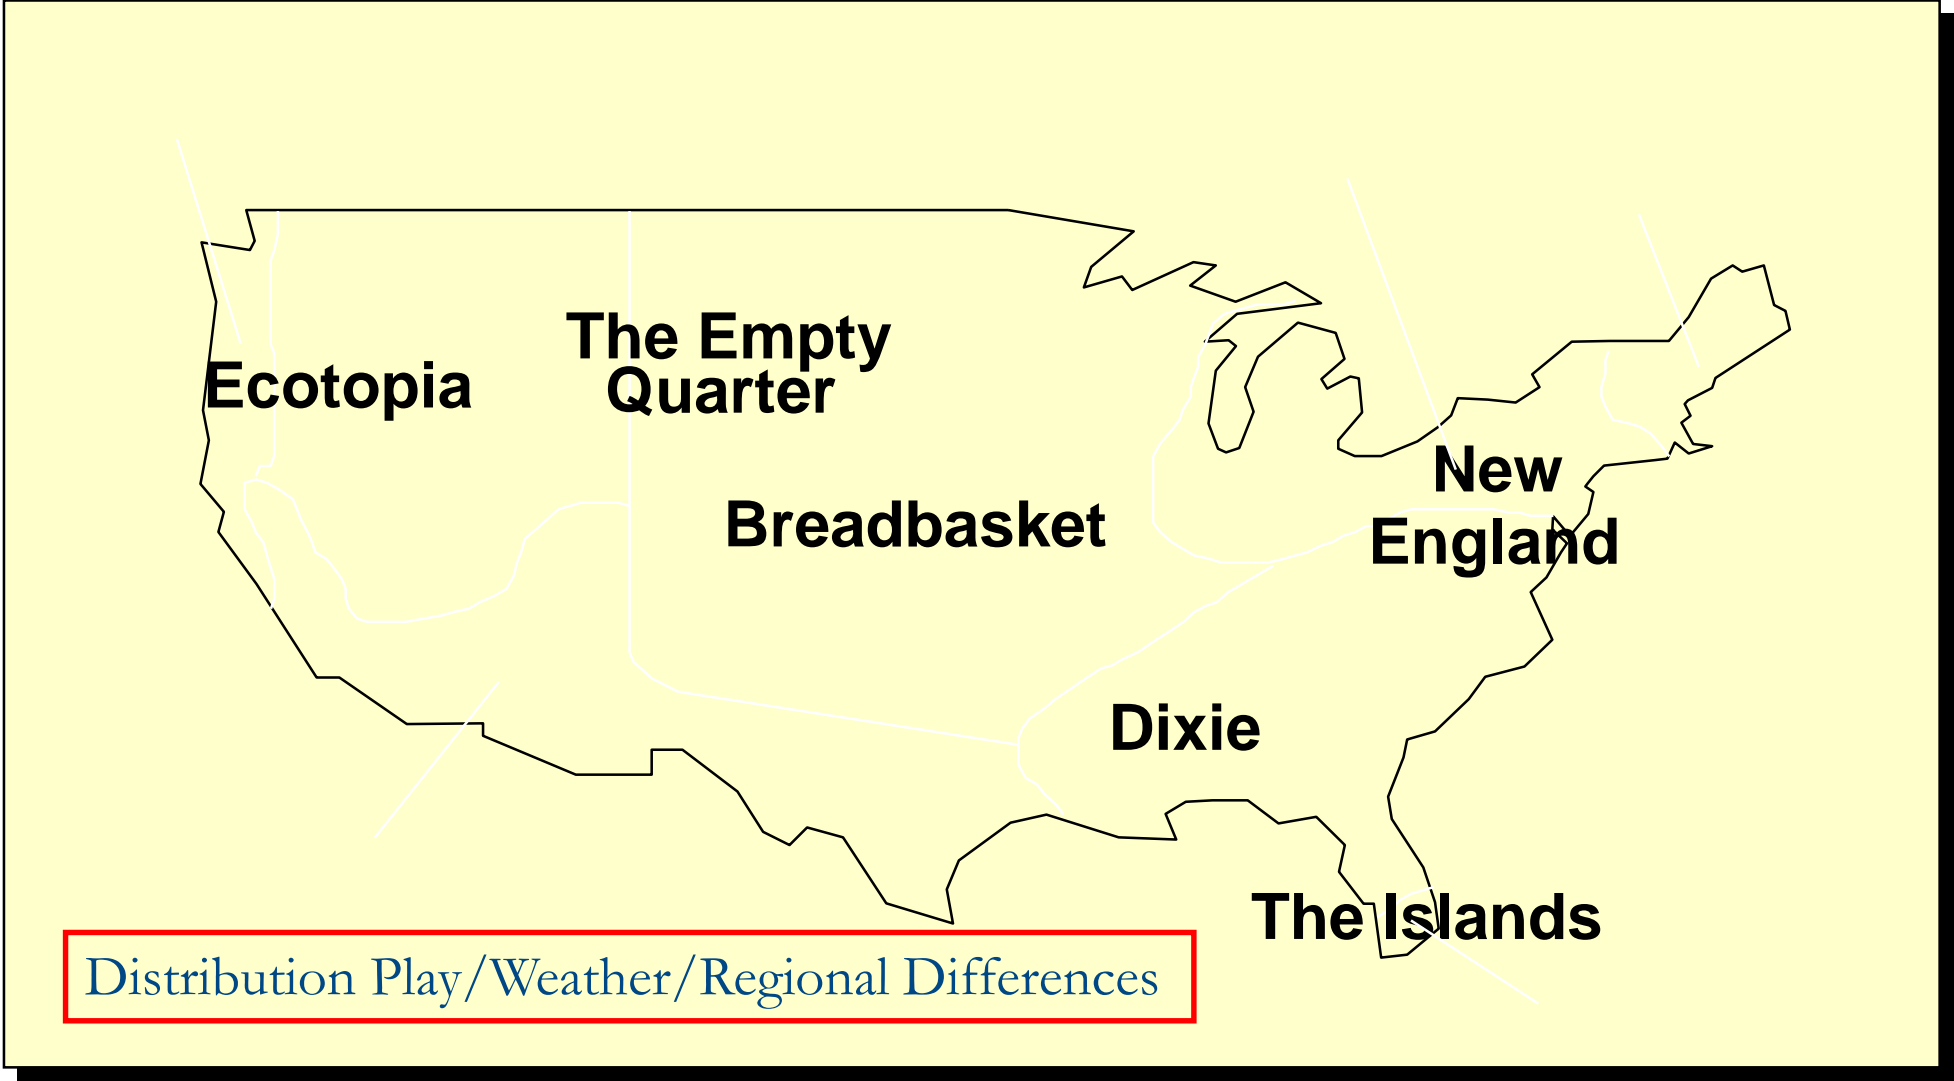 The Empty
Quarter
Ecotopia
New
England
Breadbasket
Dixie
The Islands
Distribution Play/Weather/Regional Differences